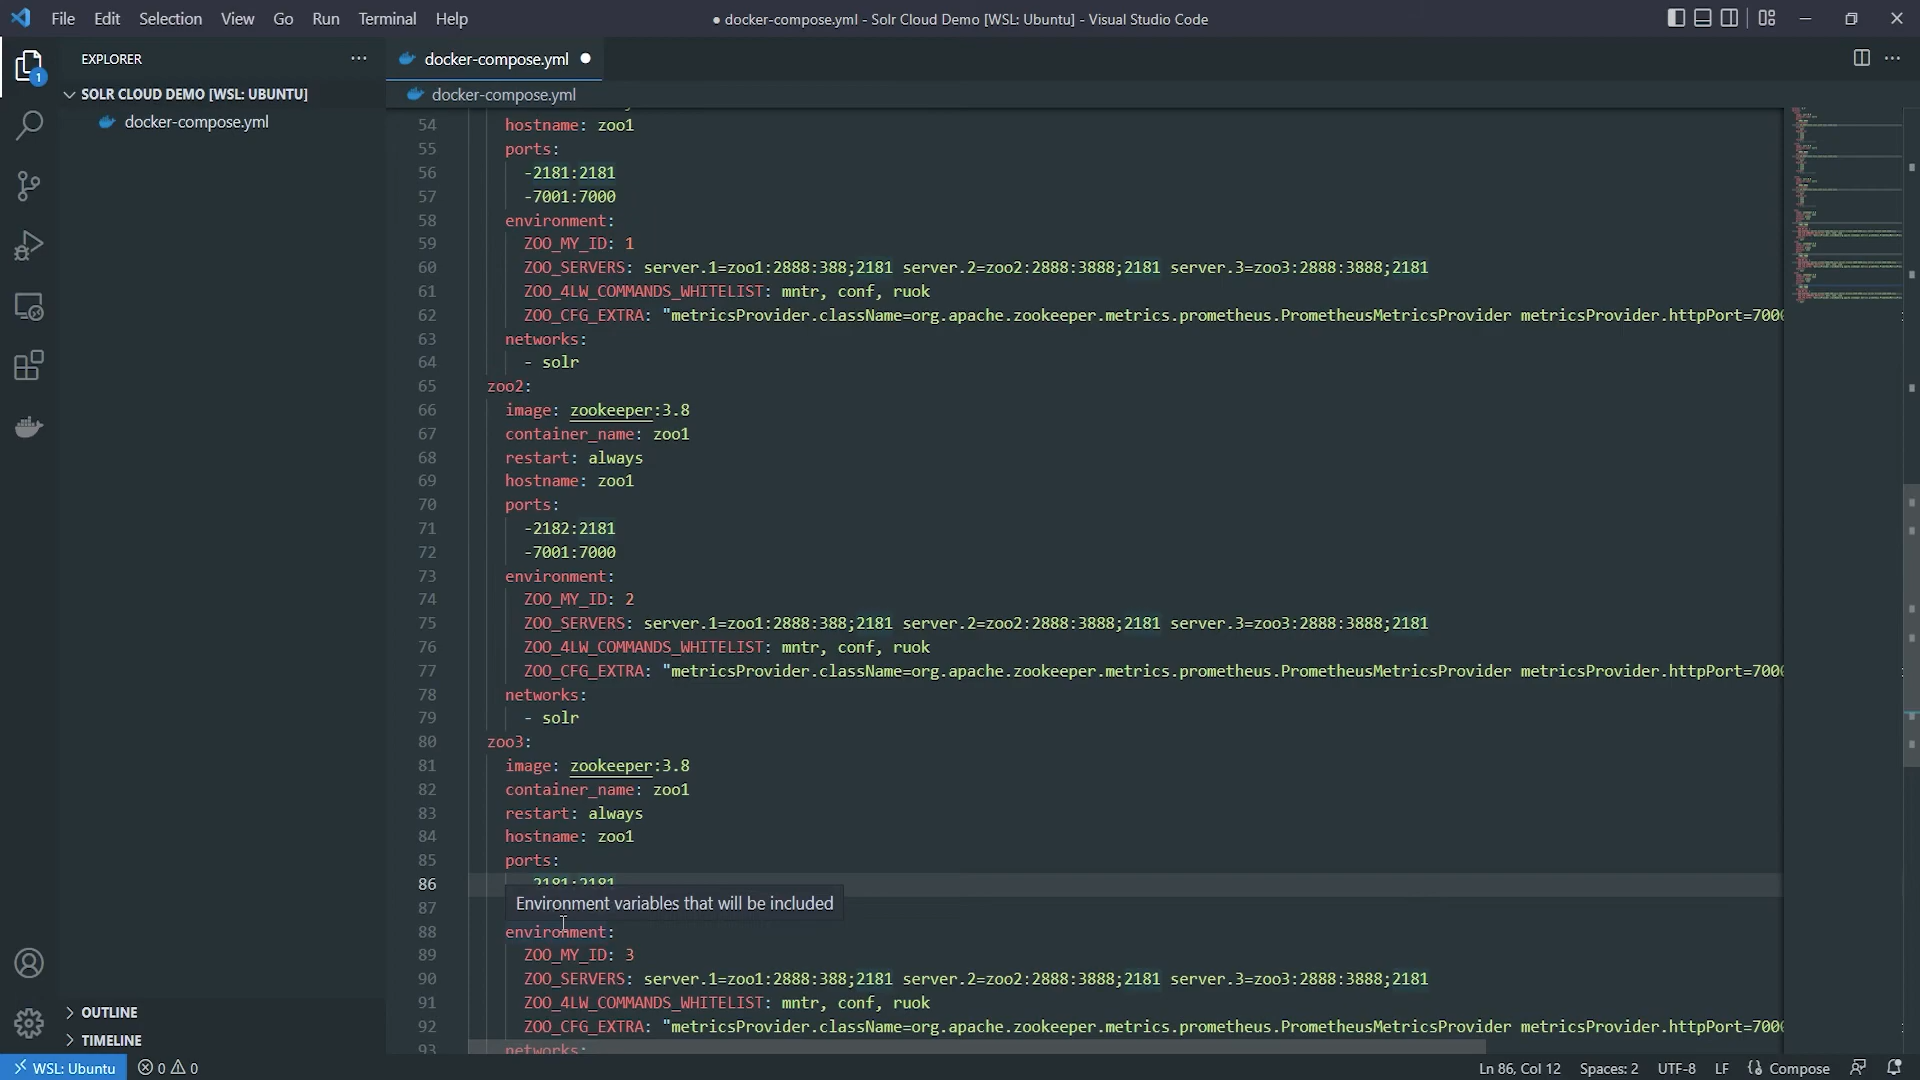 File Edit Selection View Go Run Terminal Help
● docker-compose.yml - Solr Cloud Demo [WSL: Ubuntu] - Visual Studio Code
EXPLORER
docker-compose.yml
1
SOLR CLOUD DEMO [WSL: UBUNTU]
docker-compose.yml
docker-compose.yml
54 hostname: zoo1
55 ports:
56 -2181:2181
57 -7001:7000
58 environment:
59 ZOO_MY_ID: 1
60 ZOO_SERVERS: server.1=zoo1:2888:388;2181 server.2=zoo2:2888:3888;2181 server.3=zoo3:2888:3888;2181
61 ZOO_4LW_COMMANDS_WHITELIST: mntr, conf, ruok
62 ZOO_CFG_EXTRA: "metricsProvider.className=org.apache.zookeeper.metrics.prometheus.PrometheusMetricsProvider metricsProvider.httpPort=7000
63 networks:
64 - solr
65 zoo2:
66 image: zookeeper:3.8
67 container_name: zoo1
68 restart: always
69 hostname: zoo1
70 ports:
71 -2182:2181
72 -7001:7000
73 environment:
74 ZOO_MY_ID: 2
75 ZOO_SERVERS: server.1=zoo1:2888:388;2181 server.2=zoo2:2888:3888;2181 server.3=zoo3:2888:3888;2181
76 ZOO_4LW_COMMANDS_WHITELIST: mntr, conf, ruok
77 ZOO_CFG_EXTRA: "metricsProvider.className=org.apache.zookeeper.metrics.prometheus.PrometheusMetricsProvider metricsProvider.httpPort=7000
78 networks:
79 - solr
80 zoo3:
81 image: zookeeper:3.8
82 container_name: zoo1
83 restart: always
84 hostname: zoo1
85 ports:
86 2181:2181
87
Environment variables that will be included
88 environment:
89 ZOO_MY_ID: 3
90 ZOO_SERVERS: server.1=zoo1:2888:388;2181 server.2=zoo2:2888:3888;2181 server.3=zoo3:2888:3888;2181
91 ZOO_4LW_COMMANDS_WHITELIST: mntr, conf, ruok
92 ZOO_CFG_EXTRA: "metricsProvider.className=org.apache.zookeeper.metrics.prometheus.PrometheusMetricsProvider metricsProvider.httpPort=7000
93 networks:
OUTLINE
TIMELINE
WSL: Ubuntu 0 0 Ln 86, Col 12 Spaces: 2 UTF-8 LF Compose